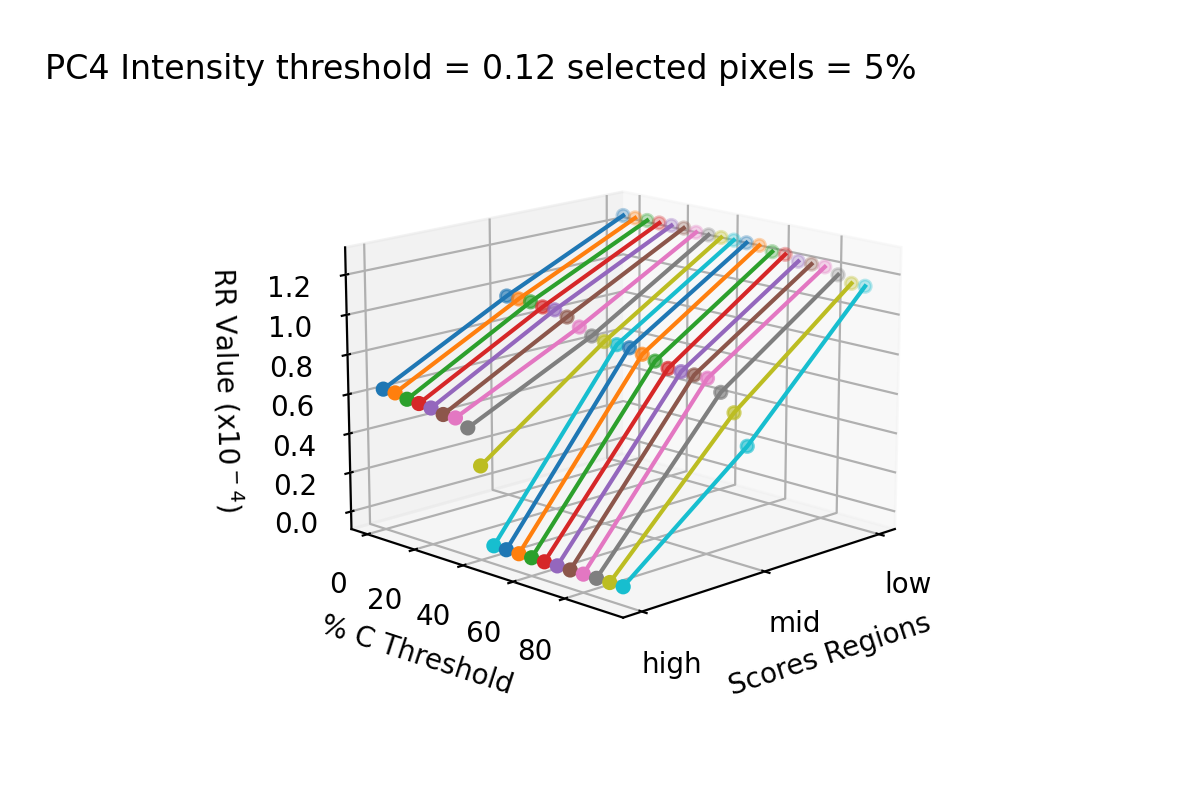 PC4 Intensity threshold = 0.12 selected pixels = 5%
RR Value (x10⁻⁴)
1.2
1.0
0.8
0.6
0.4
0.2
0.0
0
20
40
60
80
% C Threshold
high
mid
low
Scores Regions